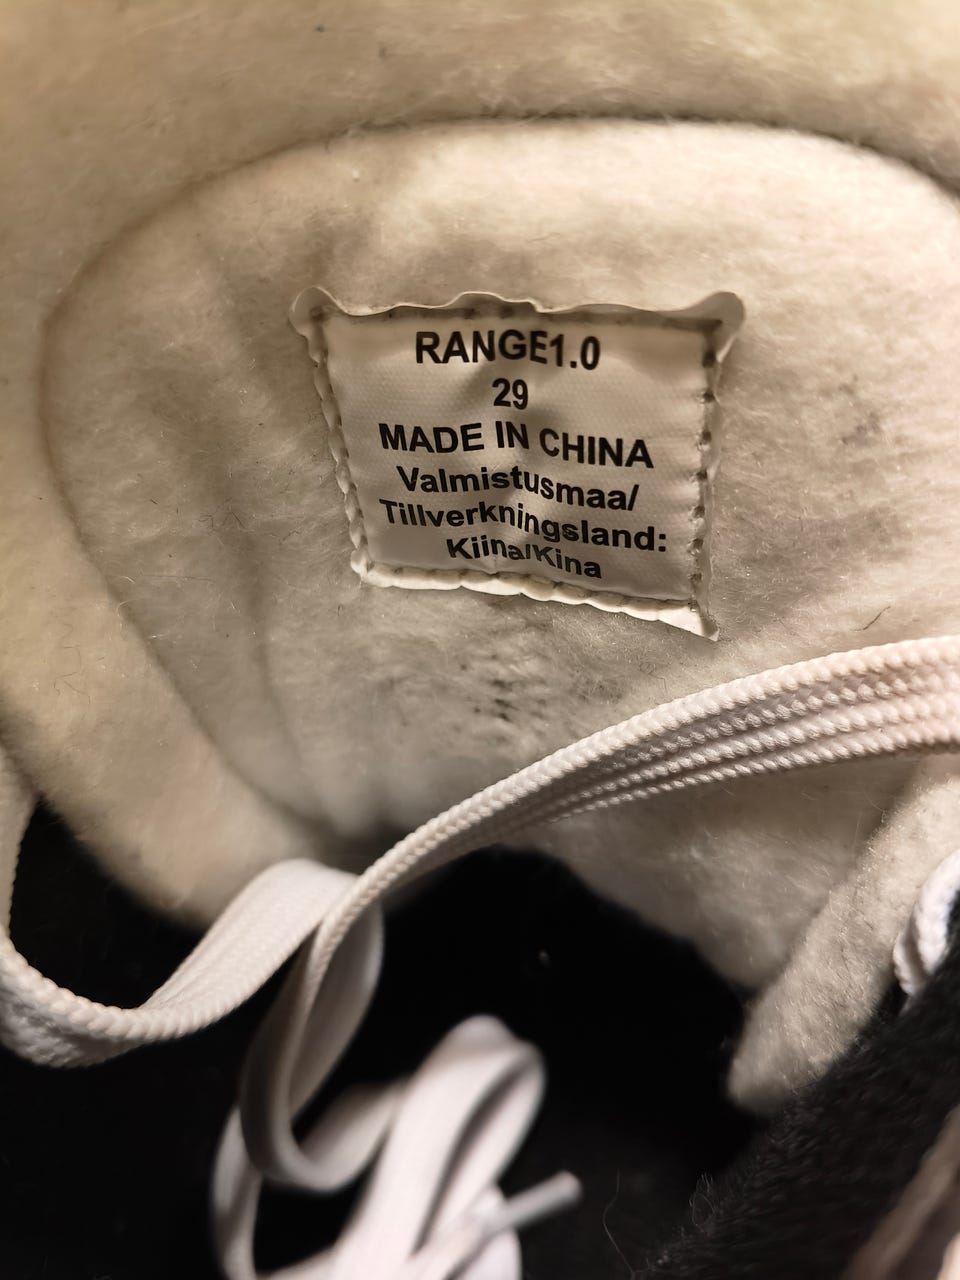 RANGE1.0
29
MADE IN CHINA
Valmistusmaa/
Tillverkningsland:
Kiina/Kina